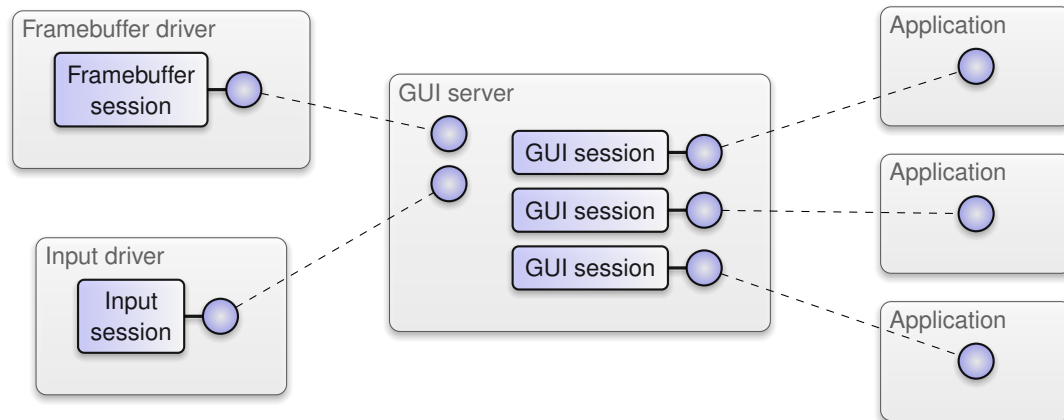 Framebuffer driver
Framebuffer
session
Input driver
Input
session
GUI server
GUI session
GUI session
GUI session
Application
Application
Application